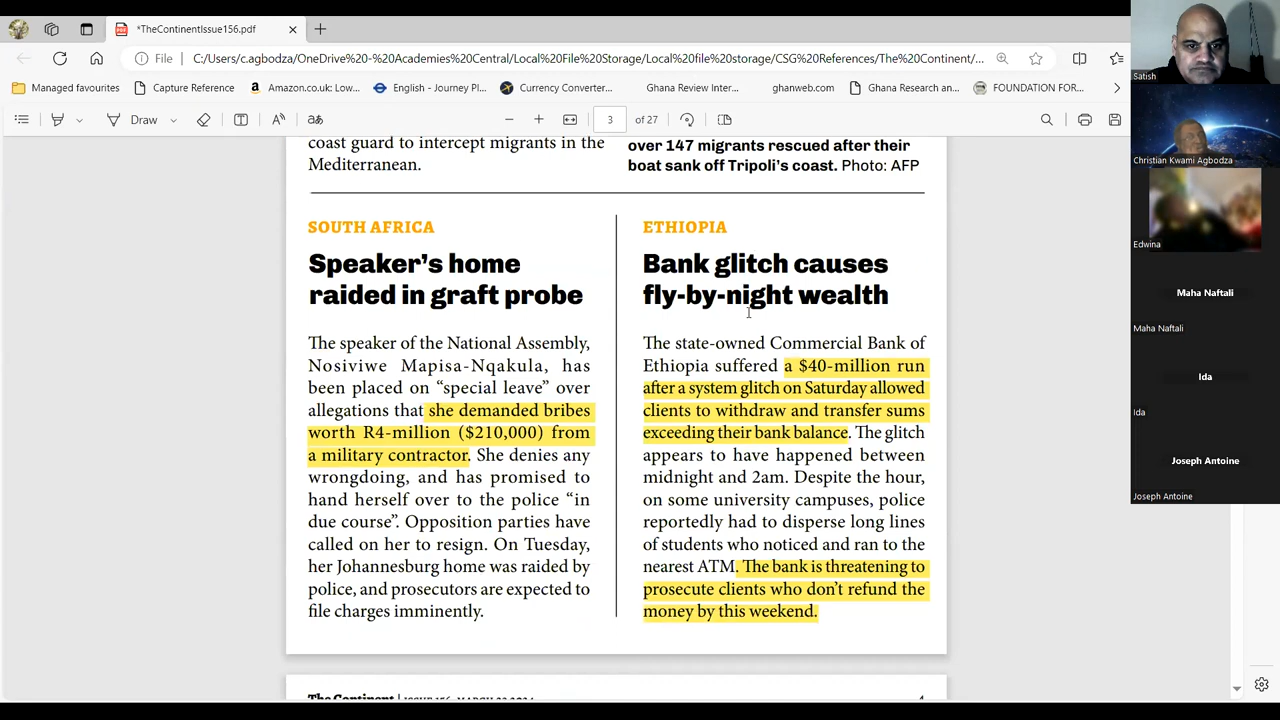 *TheContinentIssue156.pdf
File
C:/Users/c.agbodza/OneDrive%20-%20Academies%20Central/Local%20File%20Storage/Local%20file%20storage/CSG%20References/The%20Continent/...
Managed favourites
Capture Reference
Amazon.co.uk: Low...
English - Journey Pl...
Currency Converter...
Ghana Review Inter...
ghanweb.com
Ghana Research an...
FOUNDATION FOR...
Draw
3 of 27
coast guard to intercept migrants in the
Mediterranean.
over 147 migrants rescued after their
boat sank off Tripoli's coast. Photo: AFP
SOUTH AFRICA
Speaker's home
raided in graft probe
The speaker of the National Assembly,
Nosiviwe Mapisa-Nqakula, has
been placed on “special leave” over
allegations that she demanded bribes
worth R4-million ($210,000) from
a military contractor. She denies any
wrongdoing, and has promised to
hand herself over to the police “in
due course”. Opposition parties have
called on her to resign. On Tuesday,
her Johannesburg home was raided by
police, and prosecutors are expected to
file charges imminently.
ETHIOPIA
Bank glitch causes
fly-by-night wealth
The state-owned Commercial Bank of
Ethiopia suffered a $40-million run
after a system glitch on Saturday allowed
clients to withdraw and transfer sums
exceeding their bank balance. The glitch
appears to have happened between
midnight and 2am. Despite the hour,
on some university campuses, police
reportedly had to disperse long lines
of students who noticed and ran to the
nearest ATM. The bank is threatening to
prosecute clients who don't refund the
money by this weekend.
The Continent | ISSUE 156. MARCH 23 2024
4
Satish
Christian Kwami Agbodza
Edwina
Maha Naftali
Maha Naftali
Ida
Ida
Joseph Antoine
Joseph Antoine